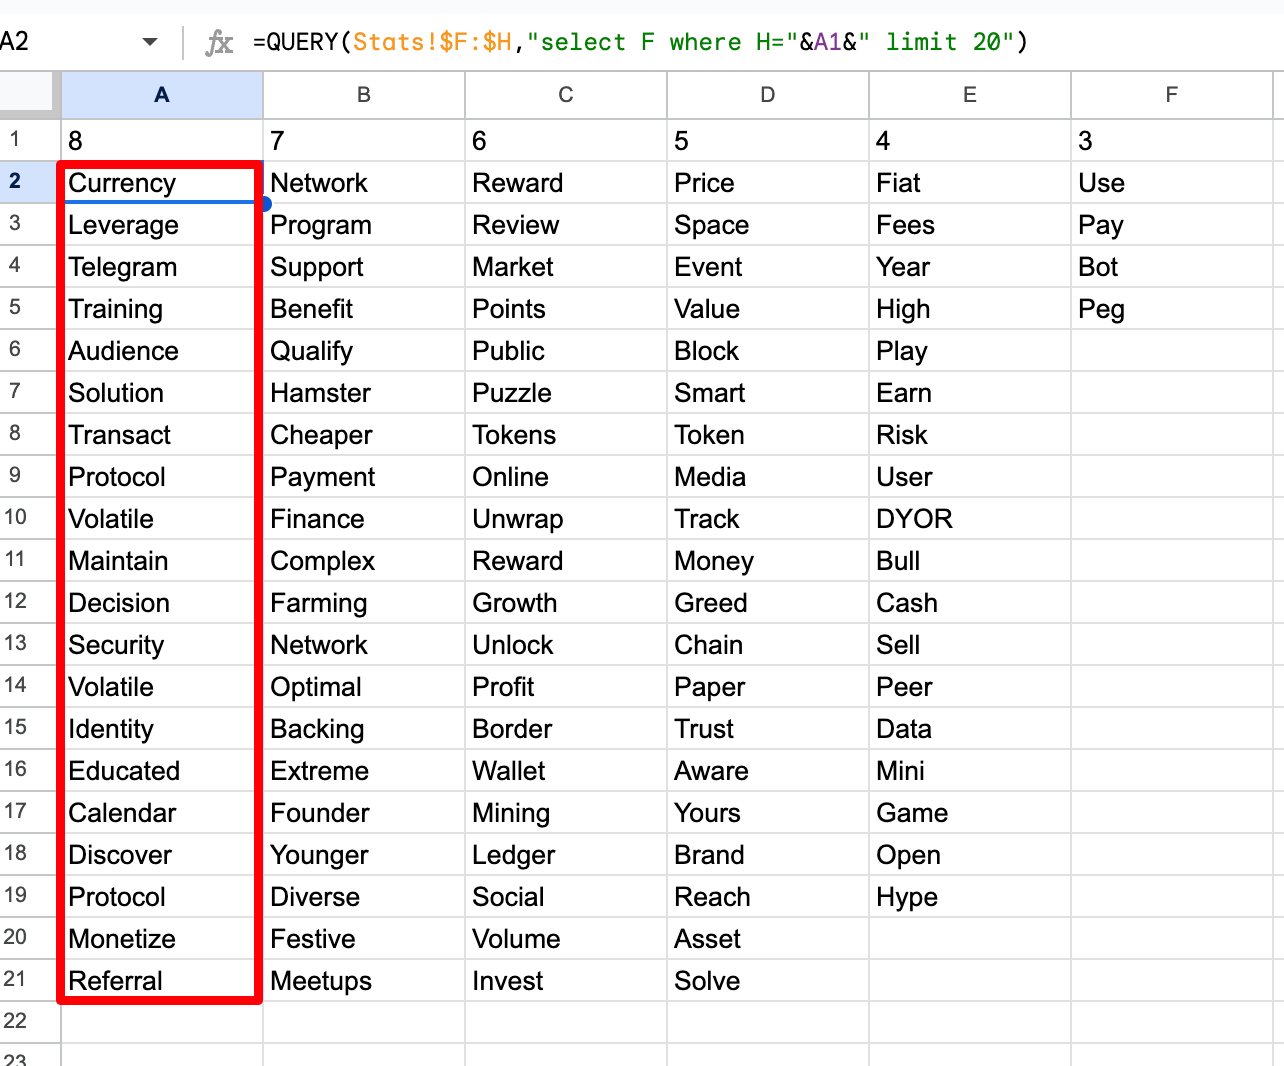 A2 fx =QUERY(Stats!$F:$H,"select F where H="&A1&" limit 20")
A B C D E F
1 8 7 6 5 4 3
2 Currency Network Reward Price Fiat Use
3 Leverage Program Review Space Fees Pay
4 Telegram Support Market Event Year Bot
5 Training Benefit Points Value High Peg
6 Audience Qualify Public Block Play
7 Solution Hamster Puzzle Smart Earn
8 Transact Cheaper Tokens Token Risk
9 Protocol Payment Online Media User
10 Volatile Finance Unwrap Track DYOR
11 Maintain Complex Reward Money Bull
12 Decision Farming Growth Greed Cash
13 Security Network Unlock Chain Sell
14 Volatile Optimal Profit Paper Peer
15 Identity Backing Border Trust Data
16 Educated Extreme Wallet Aware Mini
17 Calendar Founder Mining Yours Game
18 Discover Younger Ledger Brand Open
19 Protocol Diverse Social Reach Hype
20 Monetize Festive Volume Asset
21 Referral Meetups Invest Solve
22
23